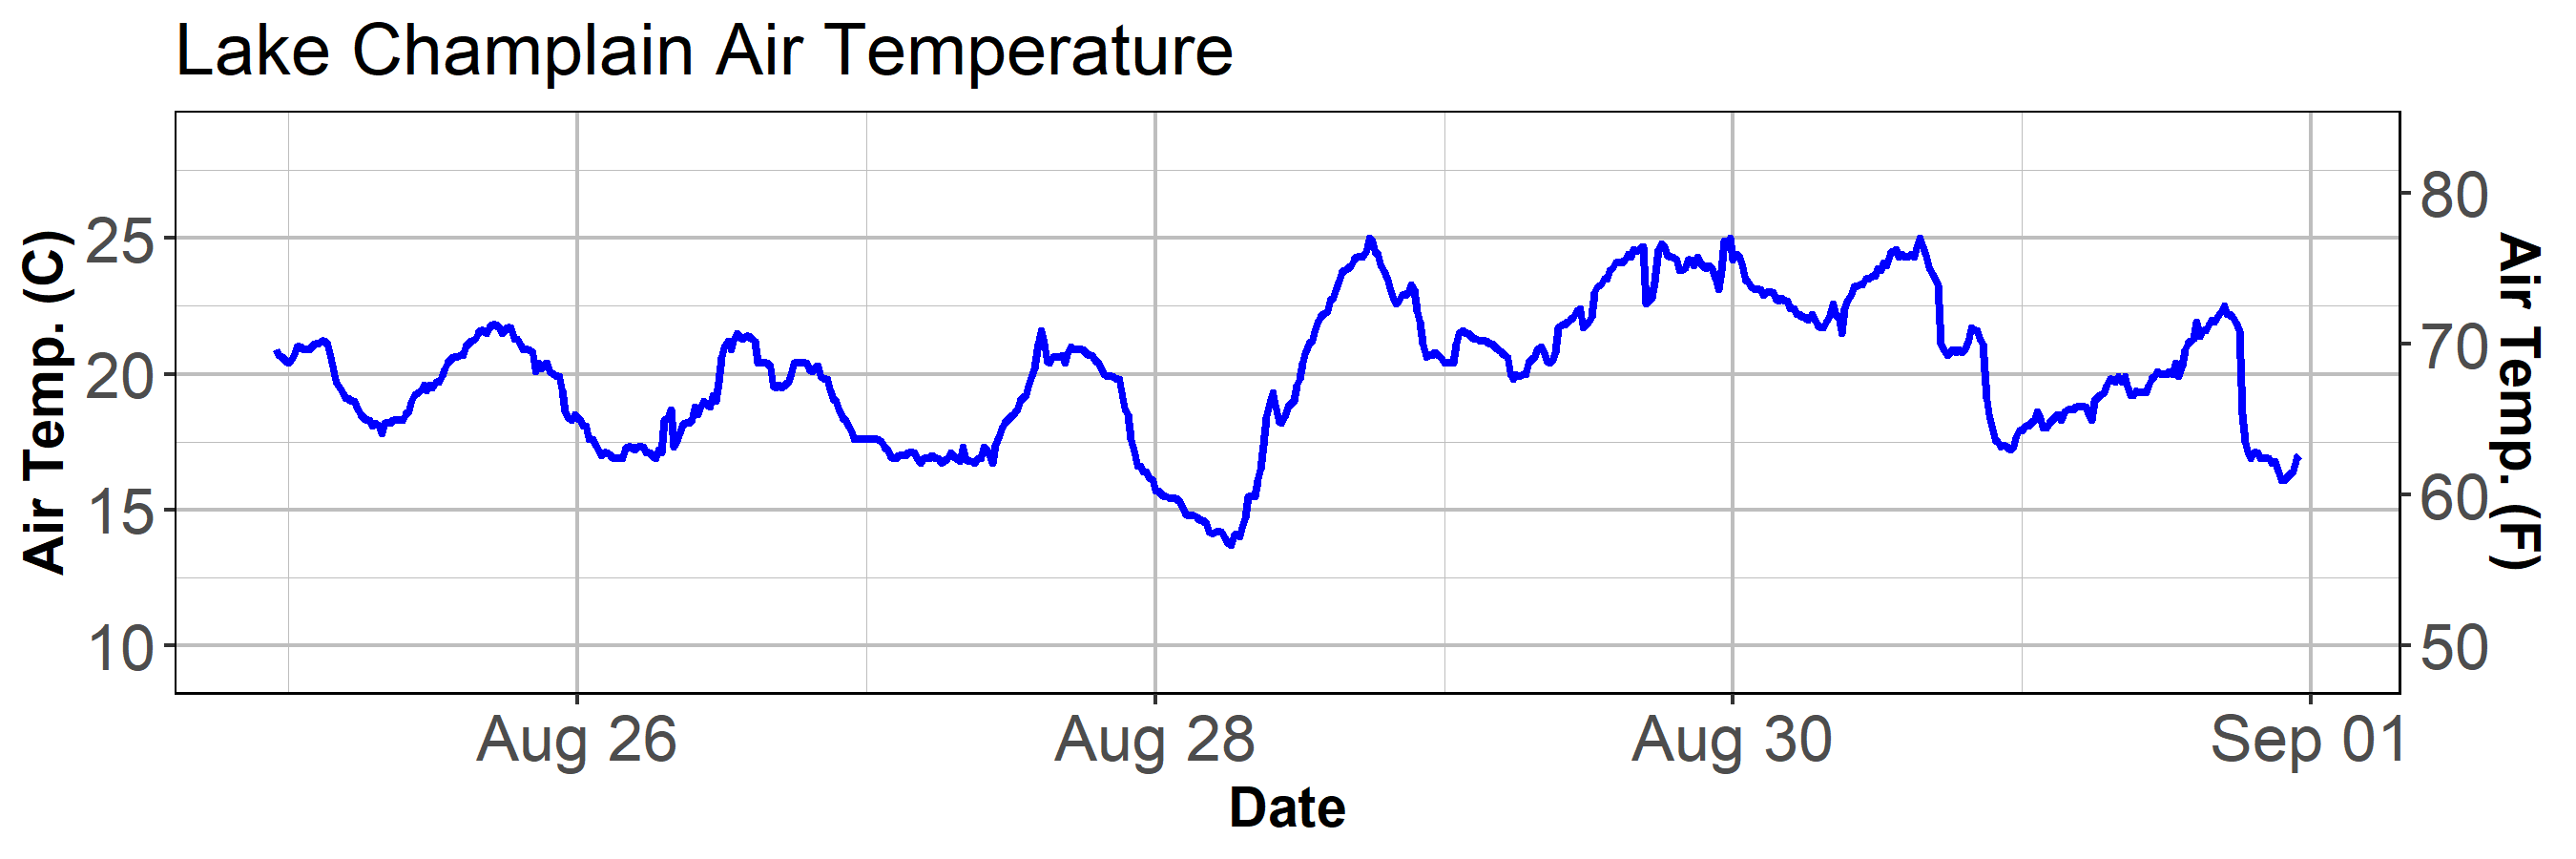 Lake Champlain Air Temperature
Air Temp. (C)
25
20
15
10
80
70
60
50
Air Temp. (F)
Aug 26
Aug 28
Aug 30
Sep 01
Date